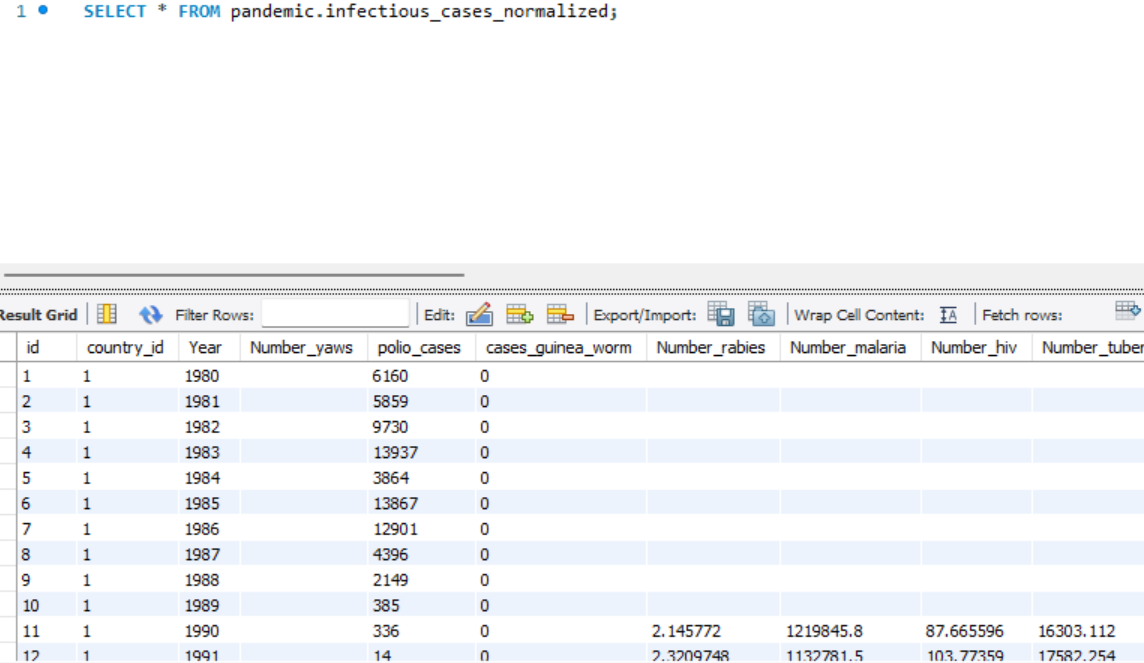 1 SELECT * FROM pandemic.infectious_cases_normalized;
Result Grid Filter Rows: Edit: Export/Import: Wrap Cell Content: Fetch rows:
id country_id Year Number_yaws polio_cases cases_guinea_worm Number_rabies Number_malaria Number_hiv Number_tuber
1 1 1980 6160 0
2 1 1981 5859 0
3 1 1982 9730 0
4 1 1983 13937 0
5 1 1984 3864 0
6 1 1985 13867 0
7 1 1986 12901 0
8 1 1987 4396 0
9 1 1988 2149 0
10 1 1989 385 0
11 1 1990 336 0 2.145772 1219845.8 87.665596 16303.112
12 1 1991 14 0 2.3209748 1132781.5 103.77359 17582.254